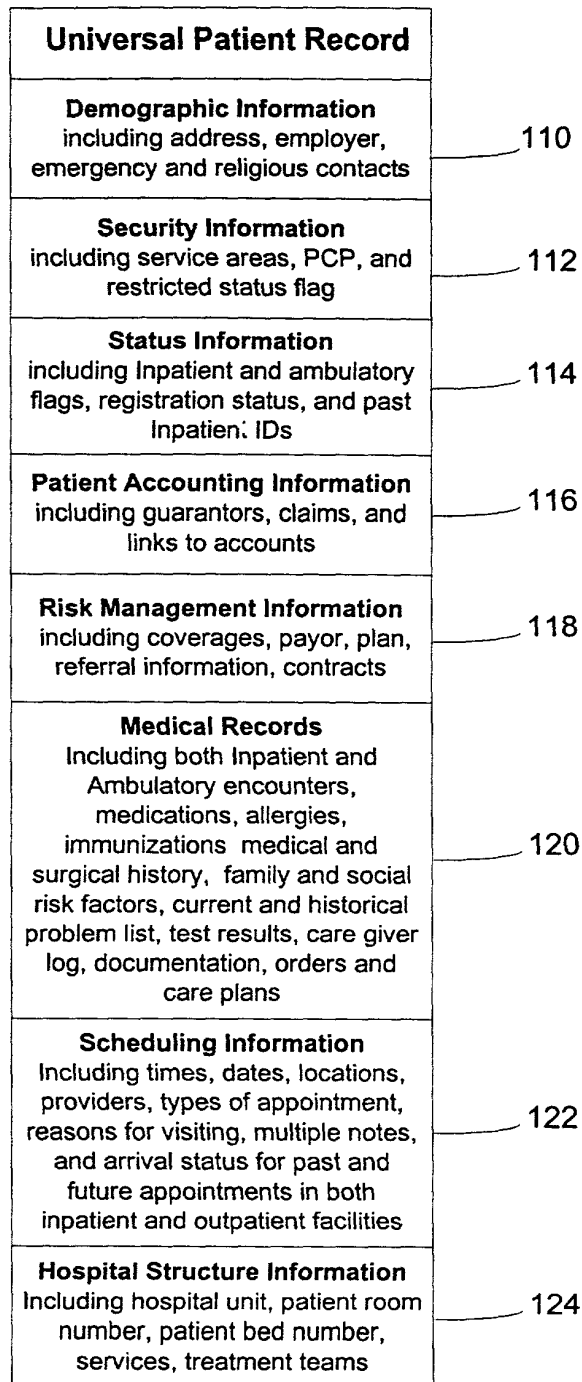 Universal Patient Record
Demographic Information
including address, employer,
emergency and religious contacts
110
Security Information
including service areas, PCP, and
restricted status flag
112
Status Information
including Inpatient and ambulatory
flags, registration status, and past
Inpatient IDs
114
Patient Accounting Information
including guarantors, claims, and
links to accounts
116
Risk Management Information
including coverages, payor, plan,
referral information, contracts
118
Medical Records
Including both Inpatient and
Ambulatory encounters,
medications, allergies,
immunizations medical and
surgical history, family and social
risk factors, current and historical
problem list, test results, care giver
log, documentation, orders and
care plans
120
Scheduling Information
Including times, dates, locations,
providers, types of appointment,
reasons for visiting, multiple notes,
and arrival status for past and
future appointments in both
inpatient and outpatient facilities
122
Hospital Structure Information
Including hospital unit, patient room
number, patient bed number,
services, treatment teams
124